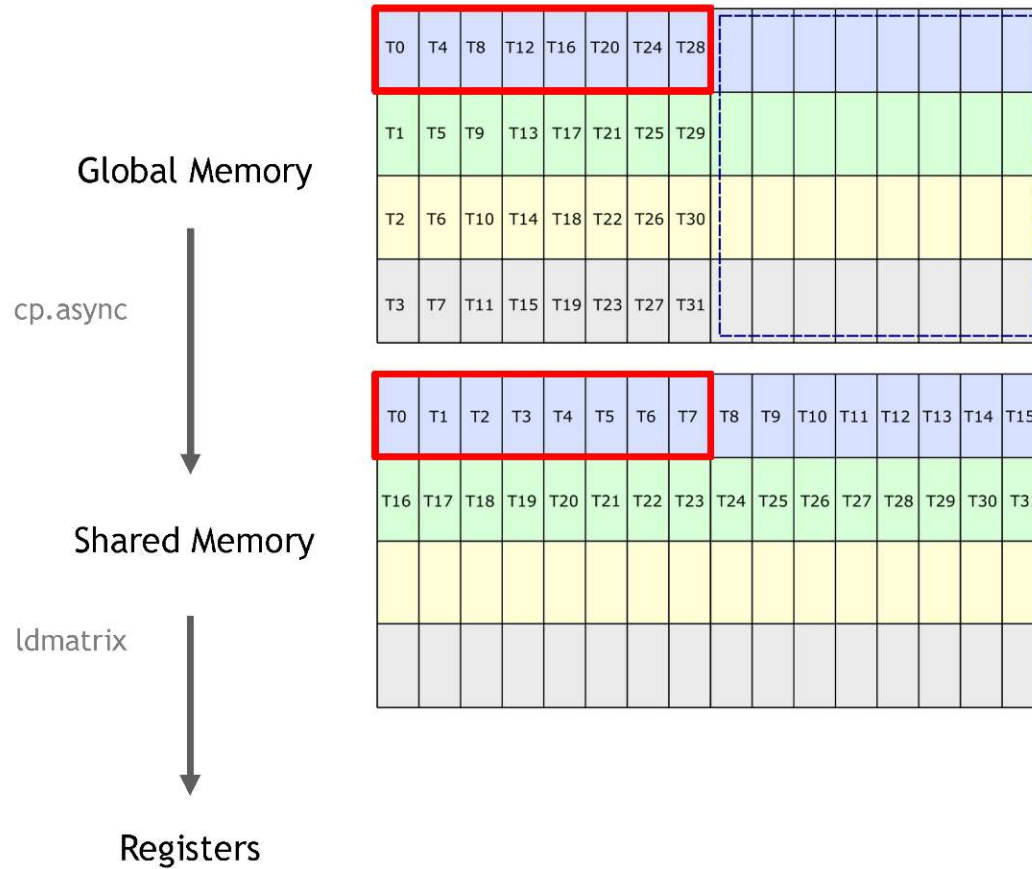 T0 T4 T8 T12 T16 T20 T24 T28
T1 T5 T9 T13 T17 T21 T25 T29
Global Memory
T2 T6 T10 T14 T18 T22 T26 T30
cp.async
T3 T7 T11 T15 T19 T23 T27 T31
T0 T1 T2 T3 T4 T5 T6 T7 T8 T9 T10 T11 T12 T13 T14 T15
T16 T17 T18 T19 T20 T21 T22 T23 T24 T25 T26 T27 T28 T29 T30
Shared Memory
ldmatrix
Registers